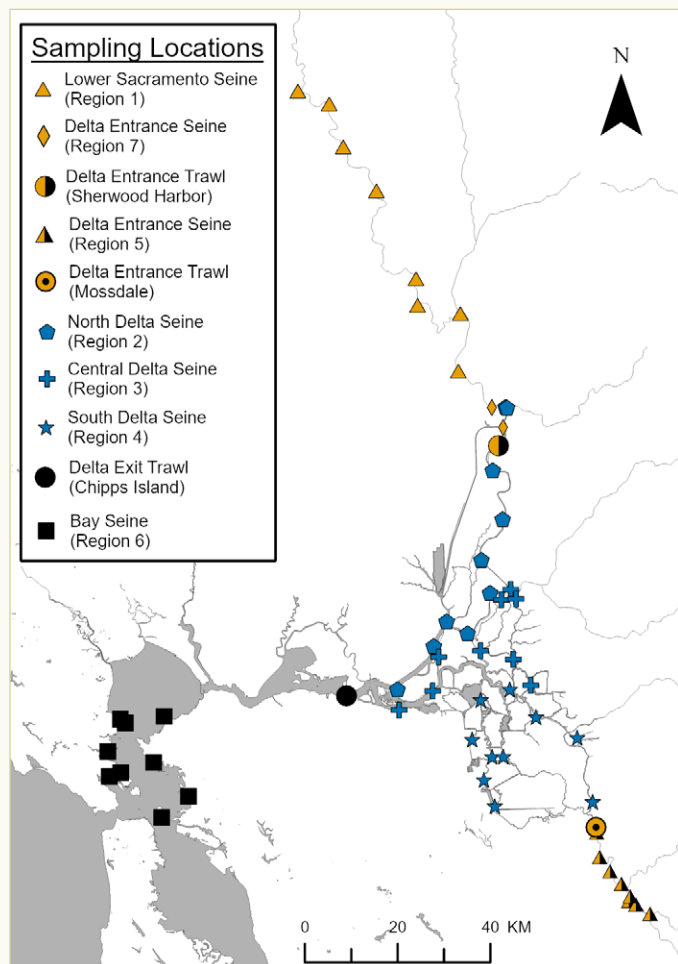 Sampling Locations
Lower Sacramento Seine
(Region 1)
Delta Entrance Seine
(Region 7)
Delta Entrance Trawl
(Sherwood Harbor)
Delta Entrance Seine
(Region 5)
Delta Entrance Trawl
(Mossdale)
North Delta Seine
(Region 2)
Central Delta Seine
(Region 3)
South Delta Seine
(Region 4)
Delta Exit Trawl
(Chipps Island)
Bay Seine
(Region 6)
N
0 20 40 KM